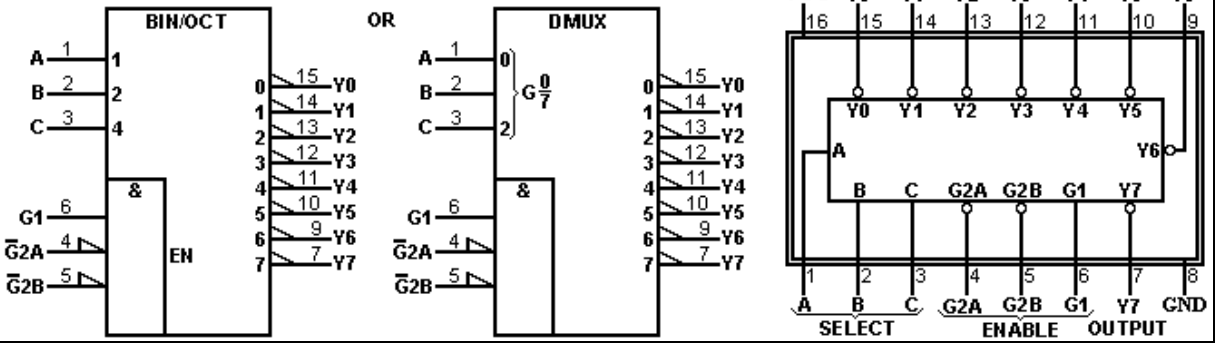 BIN/OCT
A 1 1
B 2 2
C 3 4
&
G1 6
G̅2A 4
G̅2B 5
EN
0 15 Y0
1 14 Y1
2 13 Y2
3 12 Y3
4 11 Y4
5 10 Y5
6 9 Y6
7 7 Y7
OR
DMUX
A 1 0
B 2 G 0/7
C 3 2
&
G1 6
G̅2A 4
G̅2B 5
0 15 Y0
1 14 Y1
2 13 Y2
3 12 Y3
4 11 Y4
5 10 Y5
6 9 Y6
7 7 Y7
16 15 14 13 12 11 10 9
Y0 Y1 Y2 Y3 Y4 Y5
A Y6
B C G2A G2B G1 Y7
1 2 3 4 5 6 7 8
A B C G2A G2B G1 Y7 GND
SELECT ENABLE OUTPUT